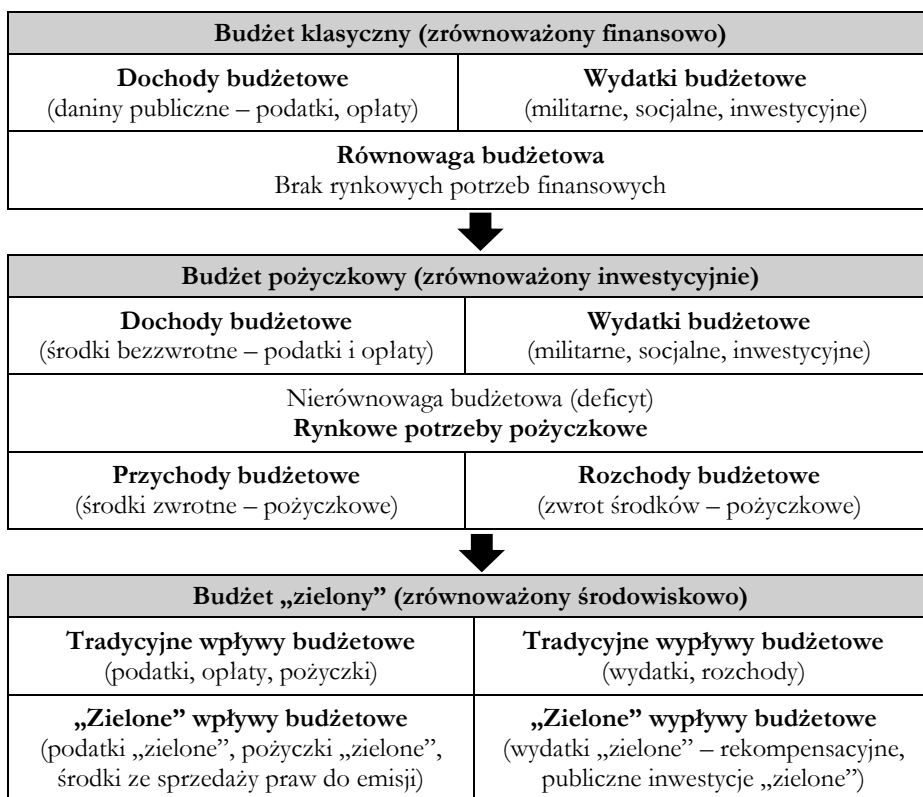 Budżet klasyczny (zrównoważony finansowo)
Dochody budżetowe
(daniny publiczne – podatki, opłaty)
Wydatki budżetowe
(militarne, socjalne, inwestycyjne)
Równowaga budżetowa
Brak rynkowych potrzeb finansowych
Budżet pożyczkowy (zrównoważony inwestycyjnie)
Dochody budżetowe
(środki bezzwrotne – podatki i opłaty)
Wydatki budżetowe
(militarne, socjalne, inwestycyjne)
Nierównowaga budżetowa (deficyt)
Rynkowe potrzeby pożyczkowe
Przychody budżetowe
(środki zwrotne – pożyczkowe)
Rozchody budżetowe
(zwrot środków – pożyczkowe)
Budżet „zielony” (zrównoważony środowiskowo)
Tradycyjne wpływy budżetowe
(podatki, opłaty, pożyczki)
Tradycyjne wypływy budżetowe
(wydatki, rozchody)
„Zielone” wpływy budżetowe
(podatki „zielone”, pożyczki „zielone”,
środki ze sprzedaży praw do emisji)
„Zielone” wypływy budżetowe
(wydatki „zielone” – rekompensacyjne,
publiczne inwestycje „zielone”)